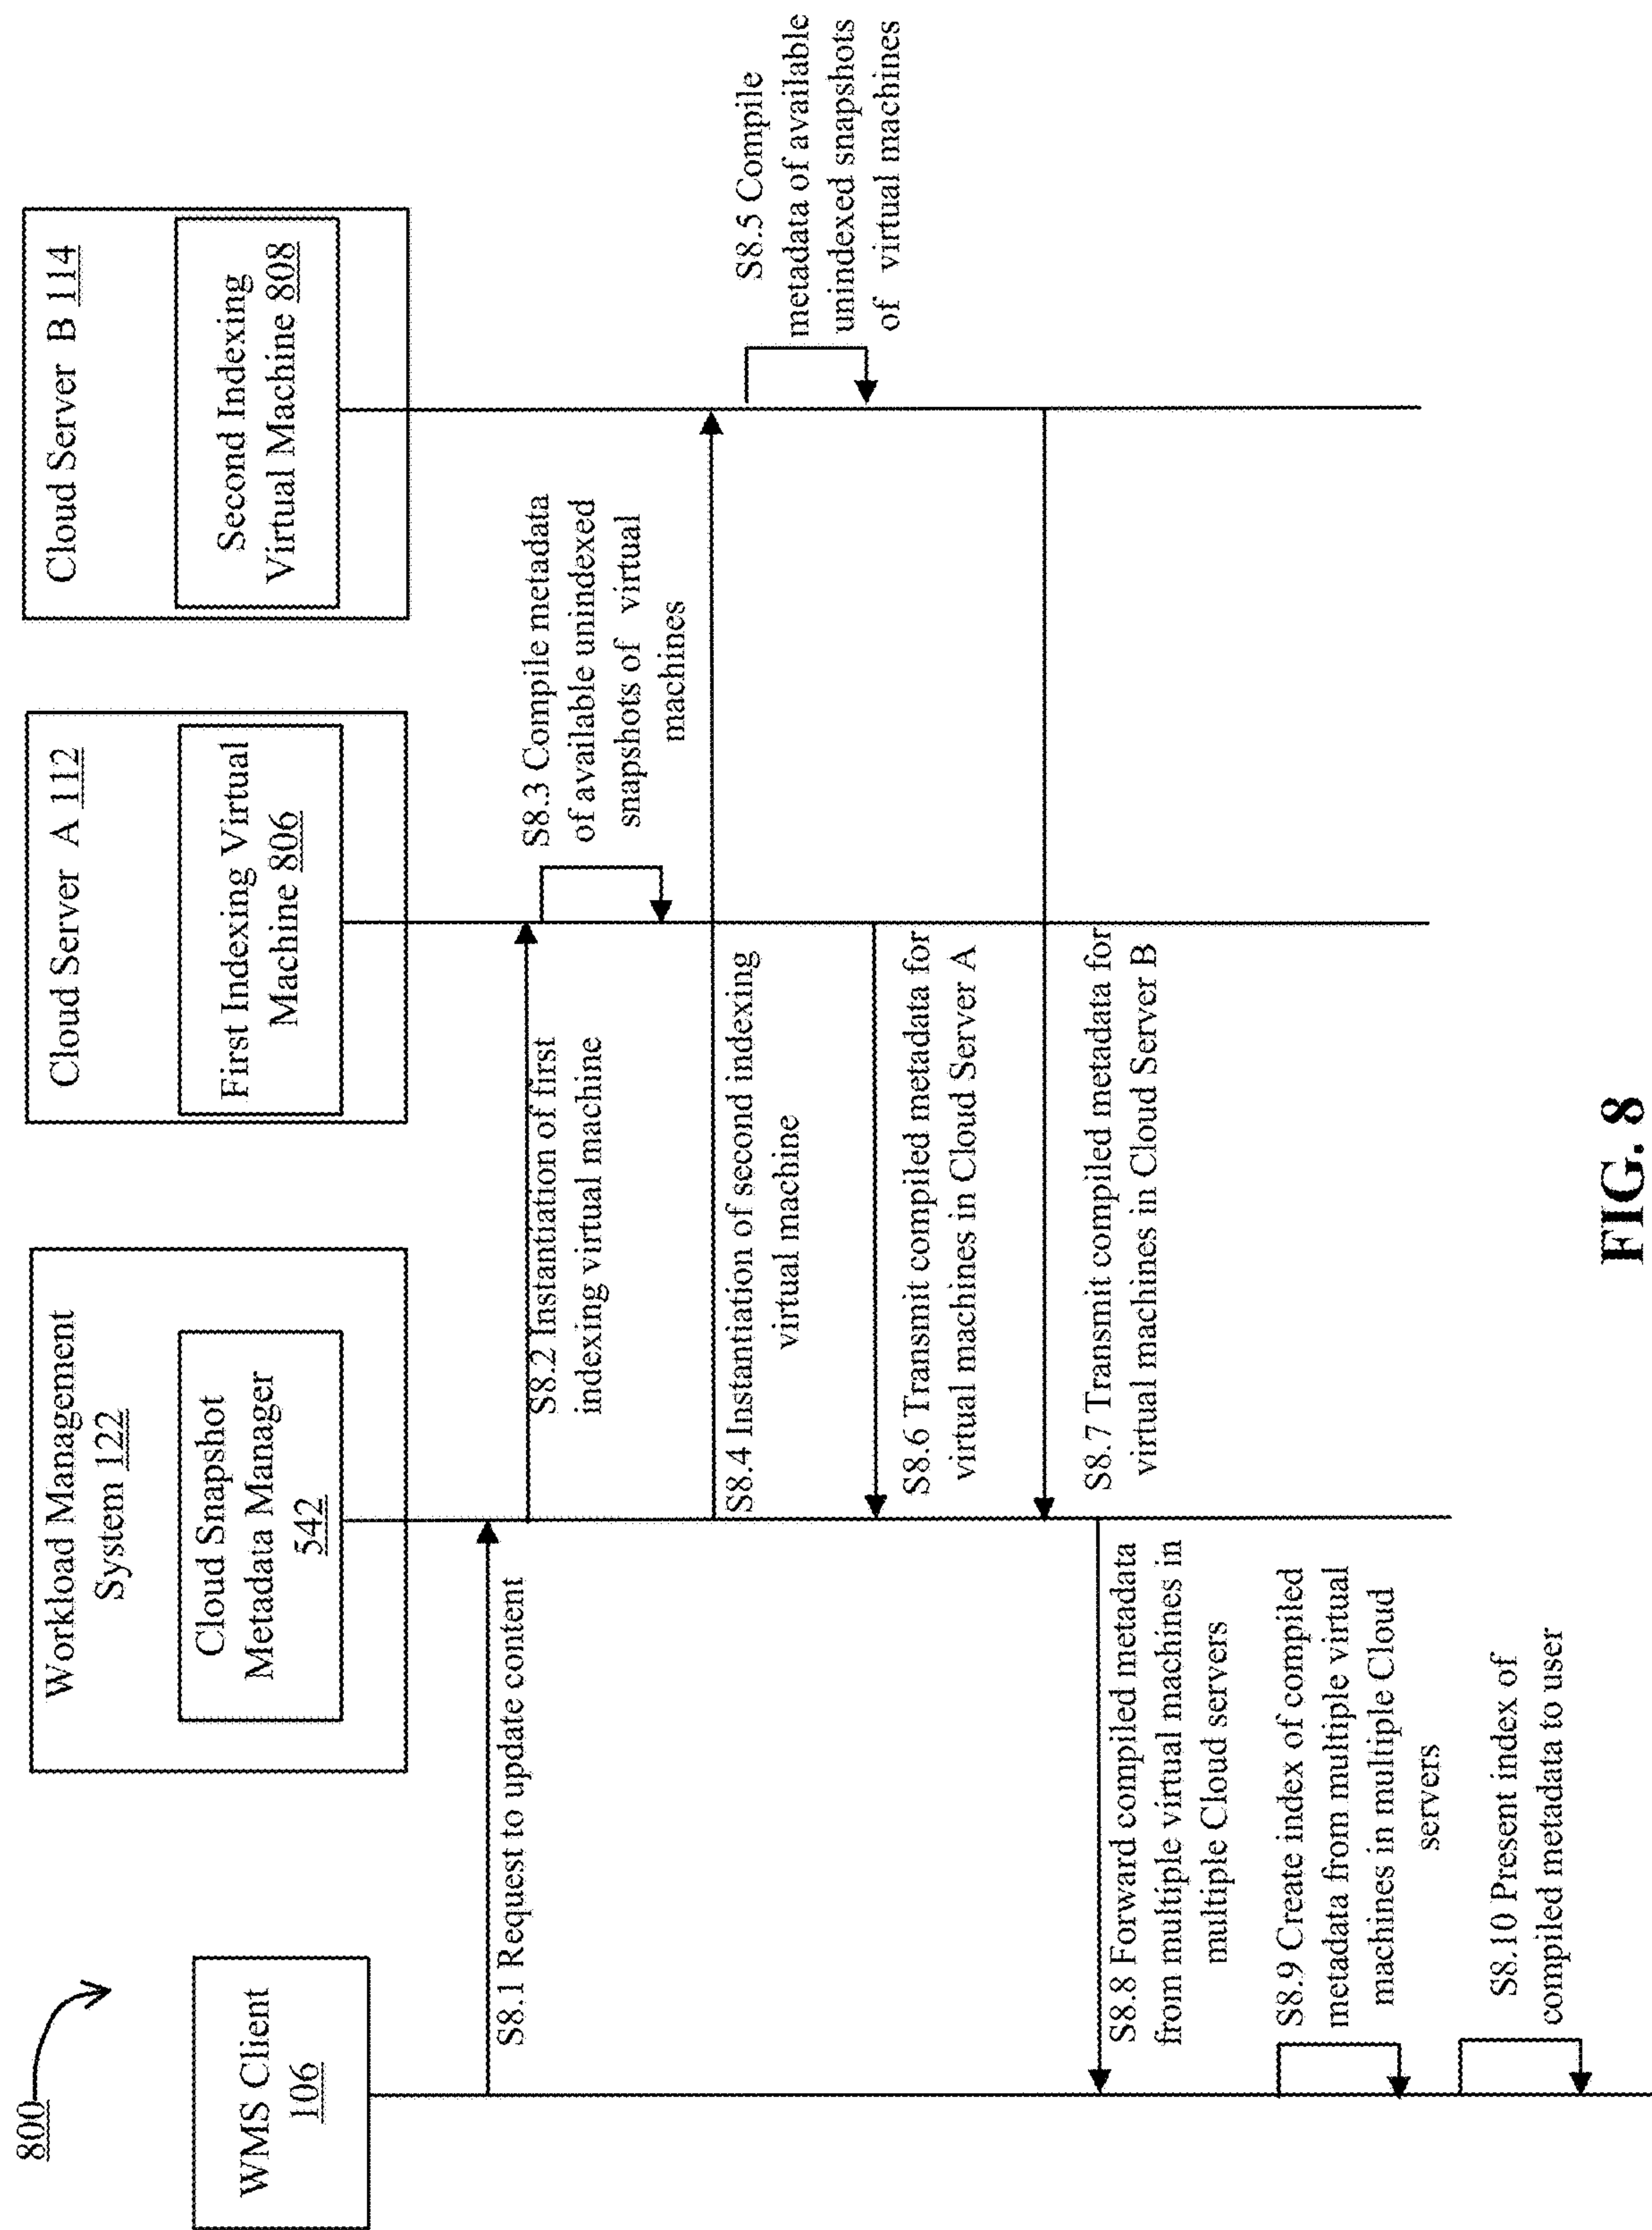 800
WMS Client
106
Workload Management
System 122
Cloud Snapshot
Metadata Manager
542
Cloud Server A 112
First Indexing Virtual
Machine 806
Cloud Server B 114
Second Indexing
Virtual Machine 808
S8.1 Request to update content
S8.2 Instantiation of first
indexing virtual machine
S8.3 Compile metadata
of available unindexed
snapshots of virtual
machines
S8.4 Instantiation of second indexing
virtual machine
S8.5 Compile
metadata of available
unindexed snapshots
of virtual machines
S8.6 Transmit compiled metadata for
virtual machines in Cloud Server A
S8.7 Transmit compiled metadata for
virtual machines in Cloud Server B
S8.8 Forward compiled metadata
from multiple virtual machines in
multiple Cloud servers
S8.9 Create index of compiled
metadata from multiple virtual
machines in multiple Cloud
servers
S8.10 Present index of
compiled metadata to user
FIG. 8